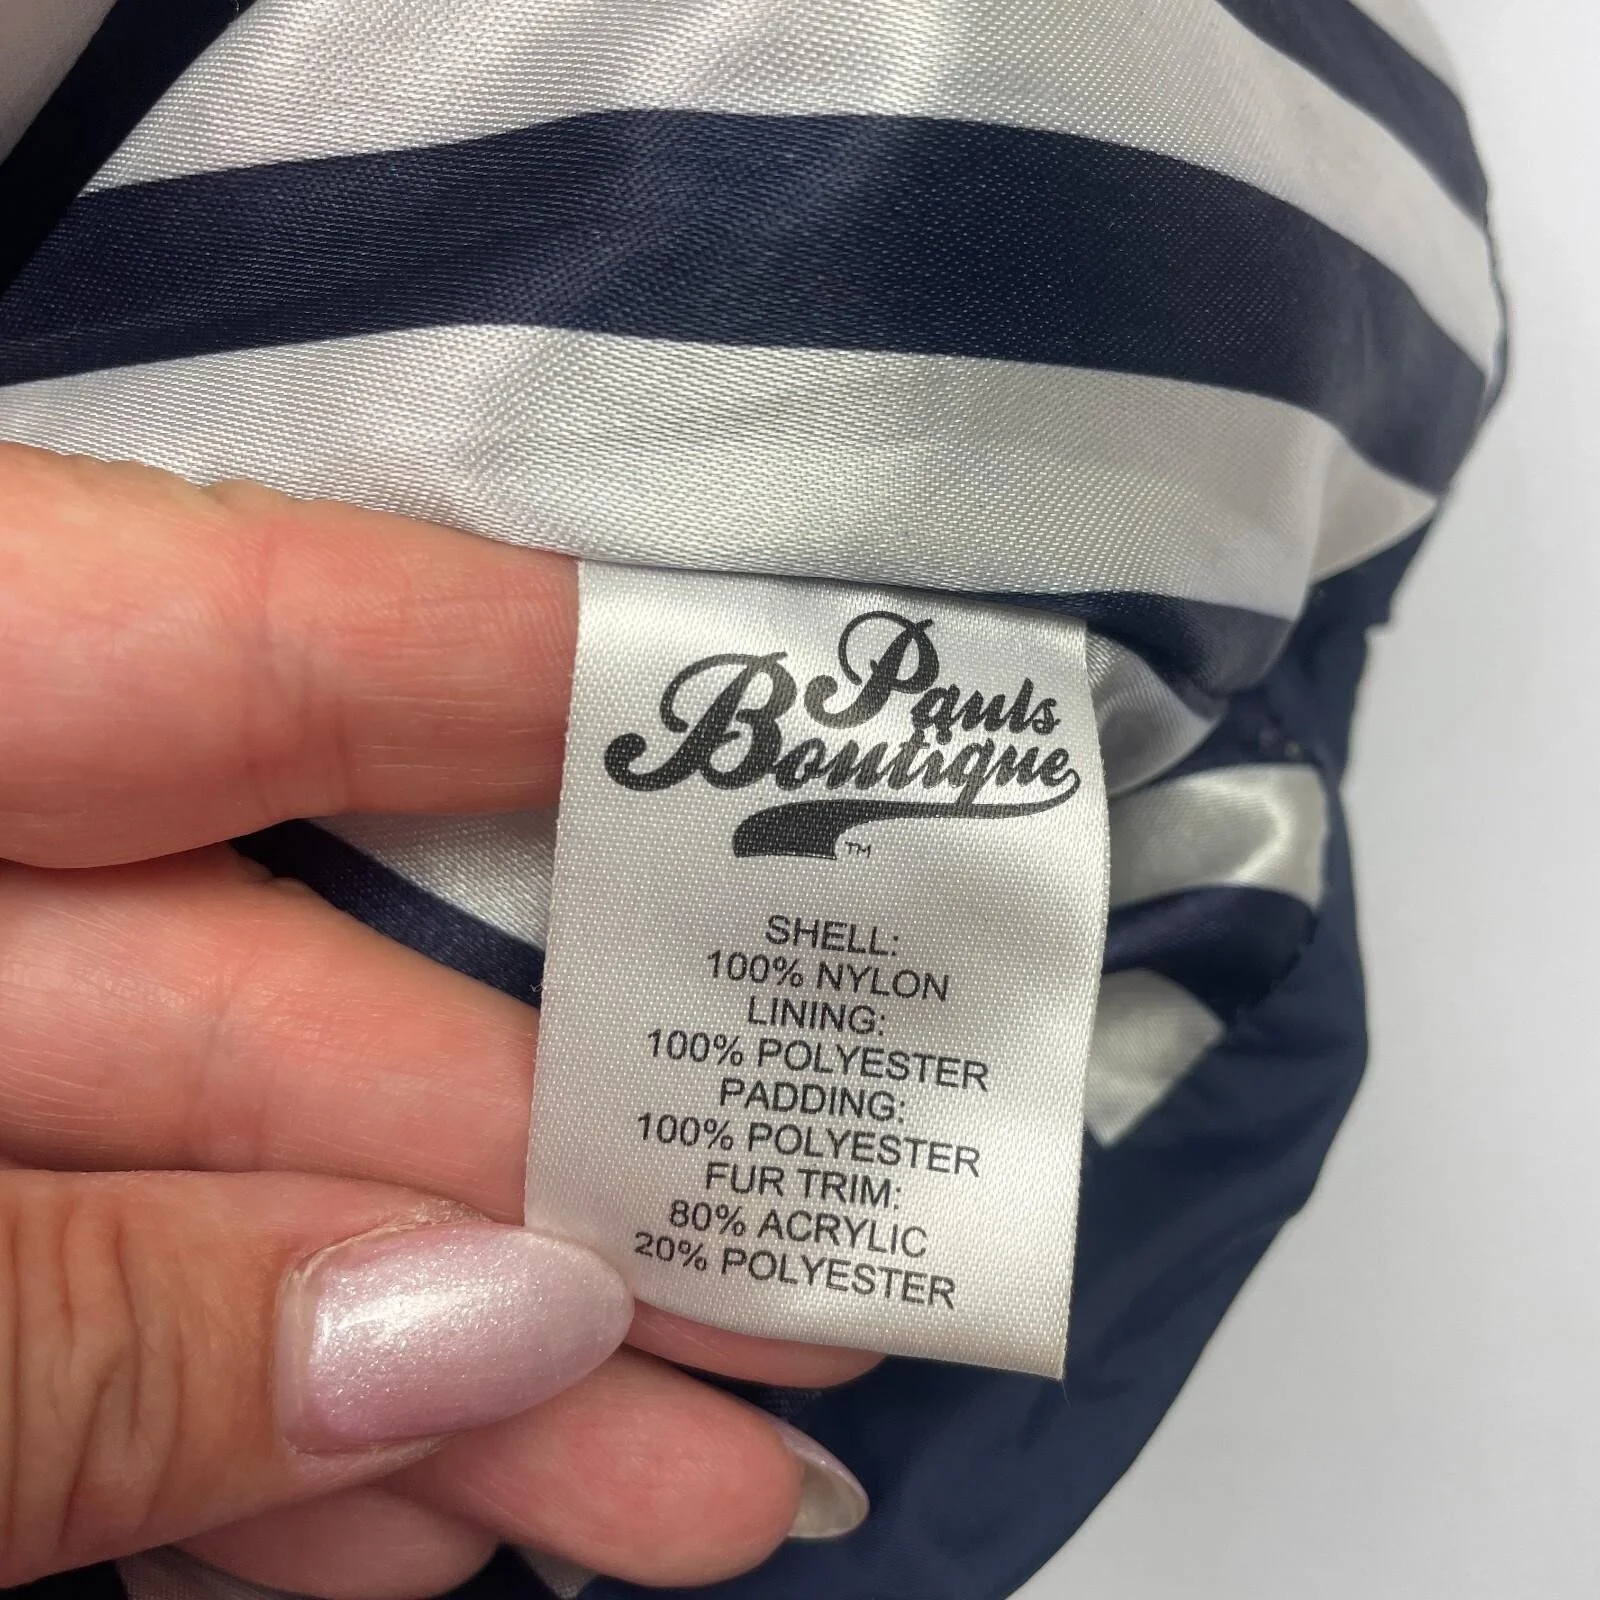 Pauls
Boutique
TM
SHELL:
100% NYLON
LINING:
100% POLYESTER
PADDING:
100% POLYESTER
FUR TRIM:
80% ACRYLIC
20% POLYESTER